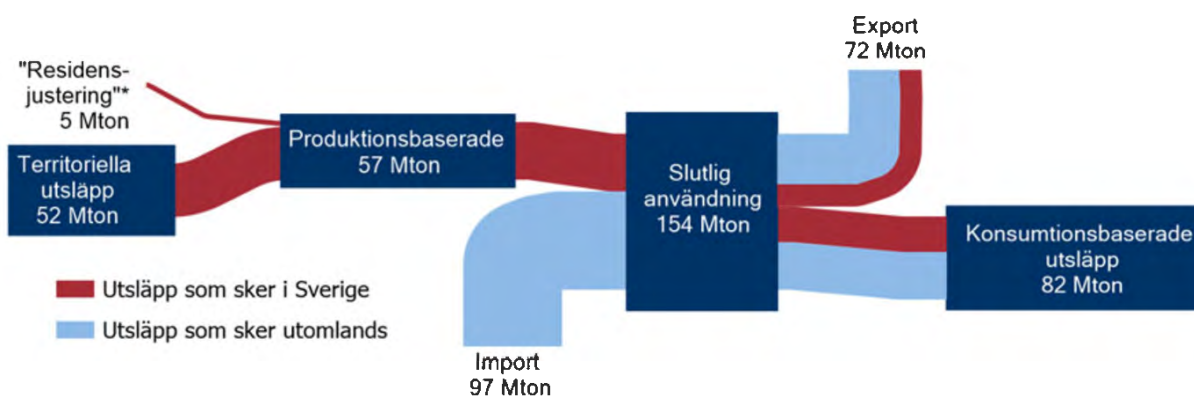 "Residens-
justering"*
5 Mton
Territoriella
utsläpp
52 Mton
Produktionsbaserade
57 Mton
Slutlig
användning
154 Mton
Export
72 Mton
Konsumtionsbaserade
utsläpp
82 Mton
Utsläpp som sker i Sverige
Utsläpp som sker utomlands
Import
97 Mton